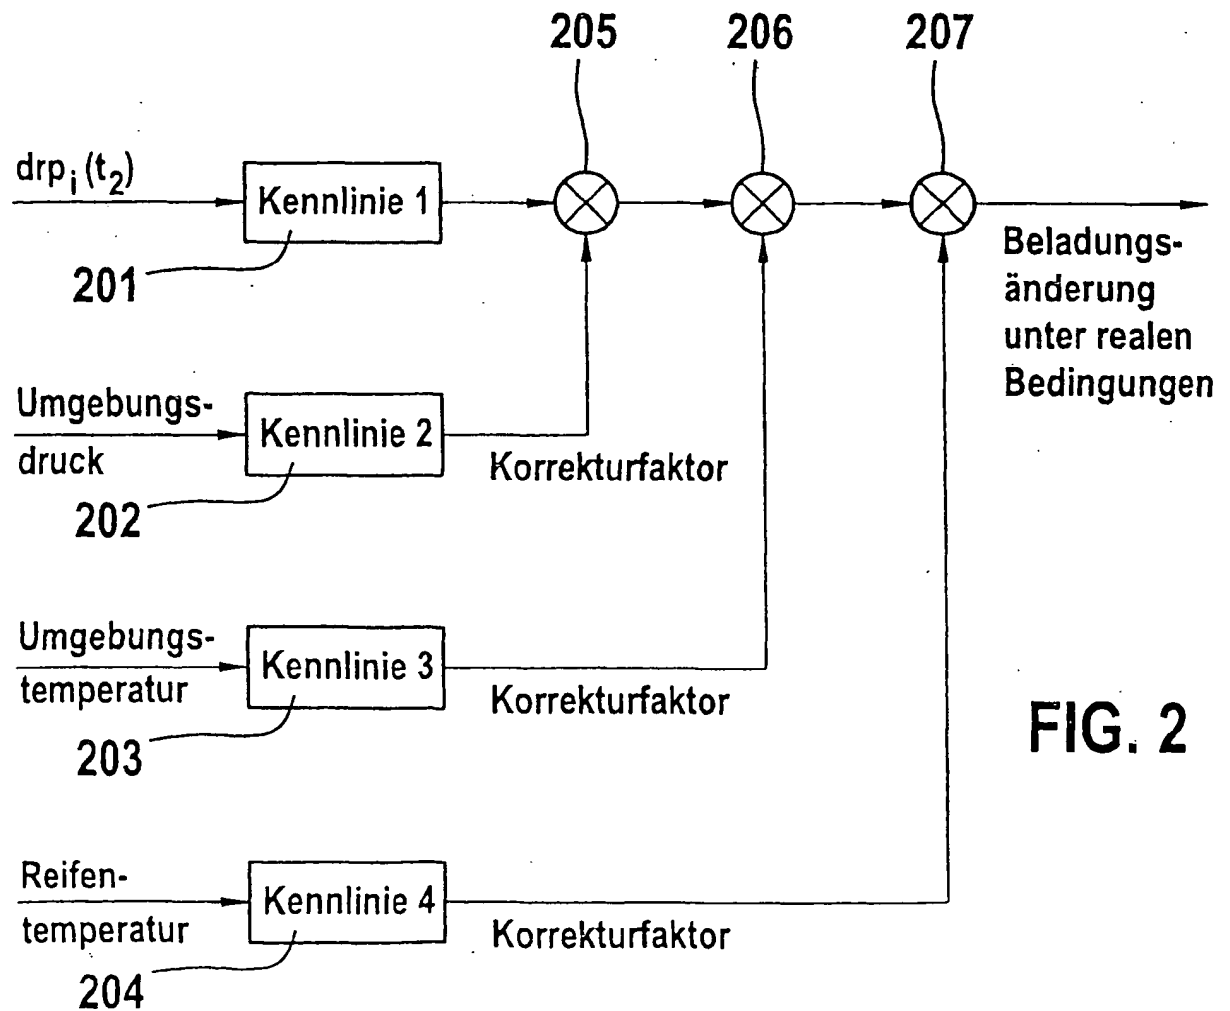 205 206 207
drp_i(t_2)
Kennlinie 1
201
Beladungs-
änderung
unter realen
Bedingungen
Umgebungs-
druck
Kennlinie 2
Korrekturfaktor
202
Umgebungs-
temperatur
Kennlinie 3
Korrekturfaktor
203
FIG. 2
Reifen-
temperatur
Kennlinie 4
Korrekturfaktor
204